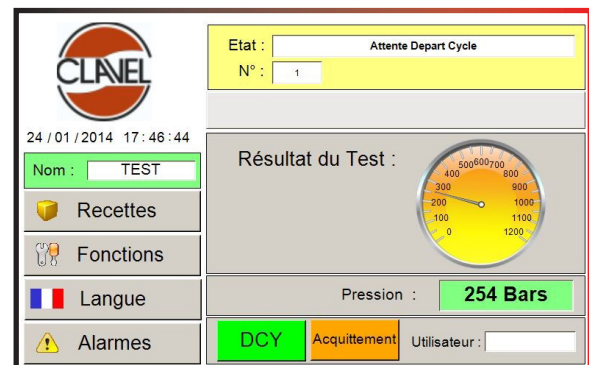 CLAVEL
24 / 01 / 2014 17 : 46 : 44
Nom : TEST
Recettes
Fonctions
Langue
Alarmes
Etat : Attente Depart Cycle
N° : 1
Résultat du Test :
0
100
200
300
400
500
600
700
800
900
1000
1100
1200
Pression : 254 Bars
DCY
Acquittement
Utilisateur :